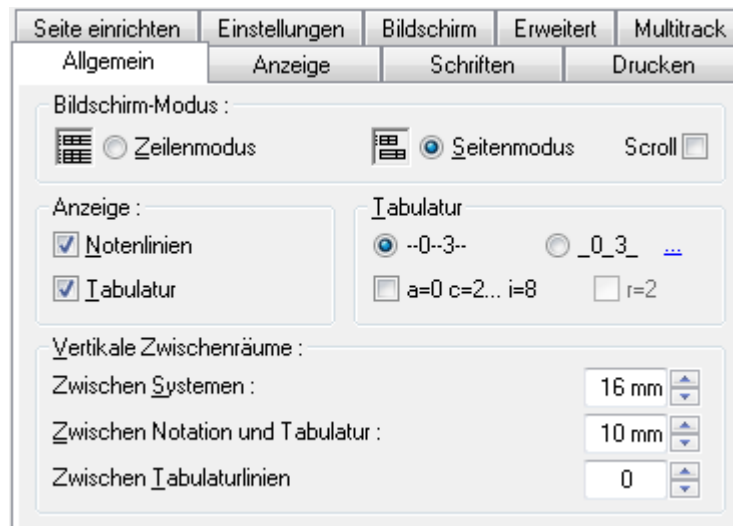 Seite einrichten Einstellungen Bildschirm Erweitert Multitrack
Allgemein Anzeige Schriften Drucken
Bildschirm-Modus :
Zeilenmodus Seitenmodus Scroll
Anzeige : Tabulatur
Notenlinien --0--3-- _0_3_ ...
Tabulatur a=0 c=2... i=8 r=2
Vertikale Zwischenräume :
Zwischen Systemen : 16 mm
Zwischen Notation und Tabulatur : 10 mm
Zwischen Tabulaturlinien 0